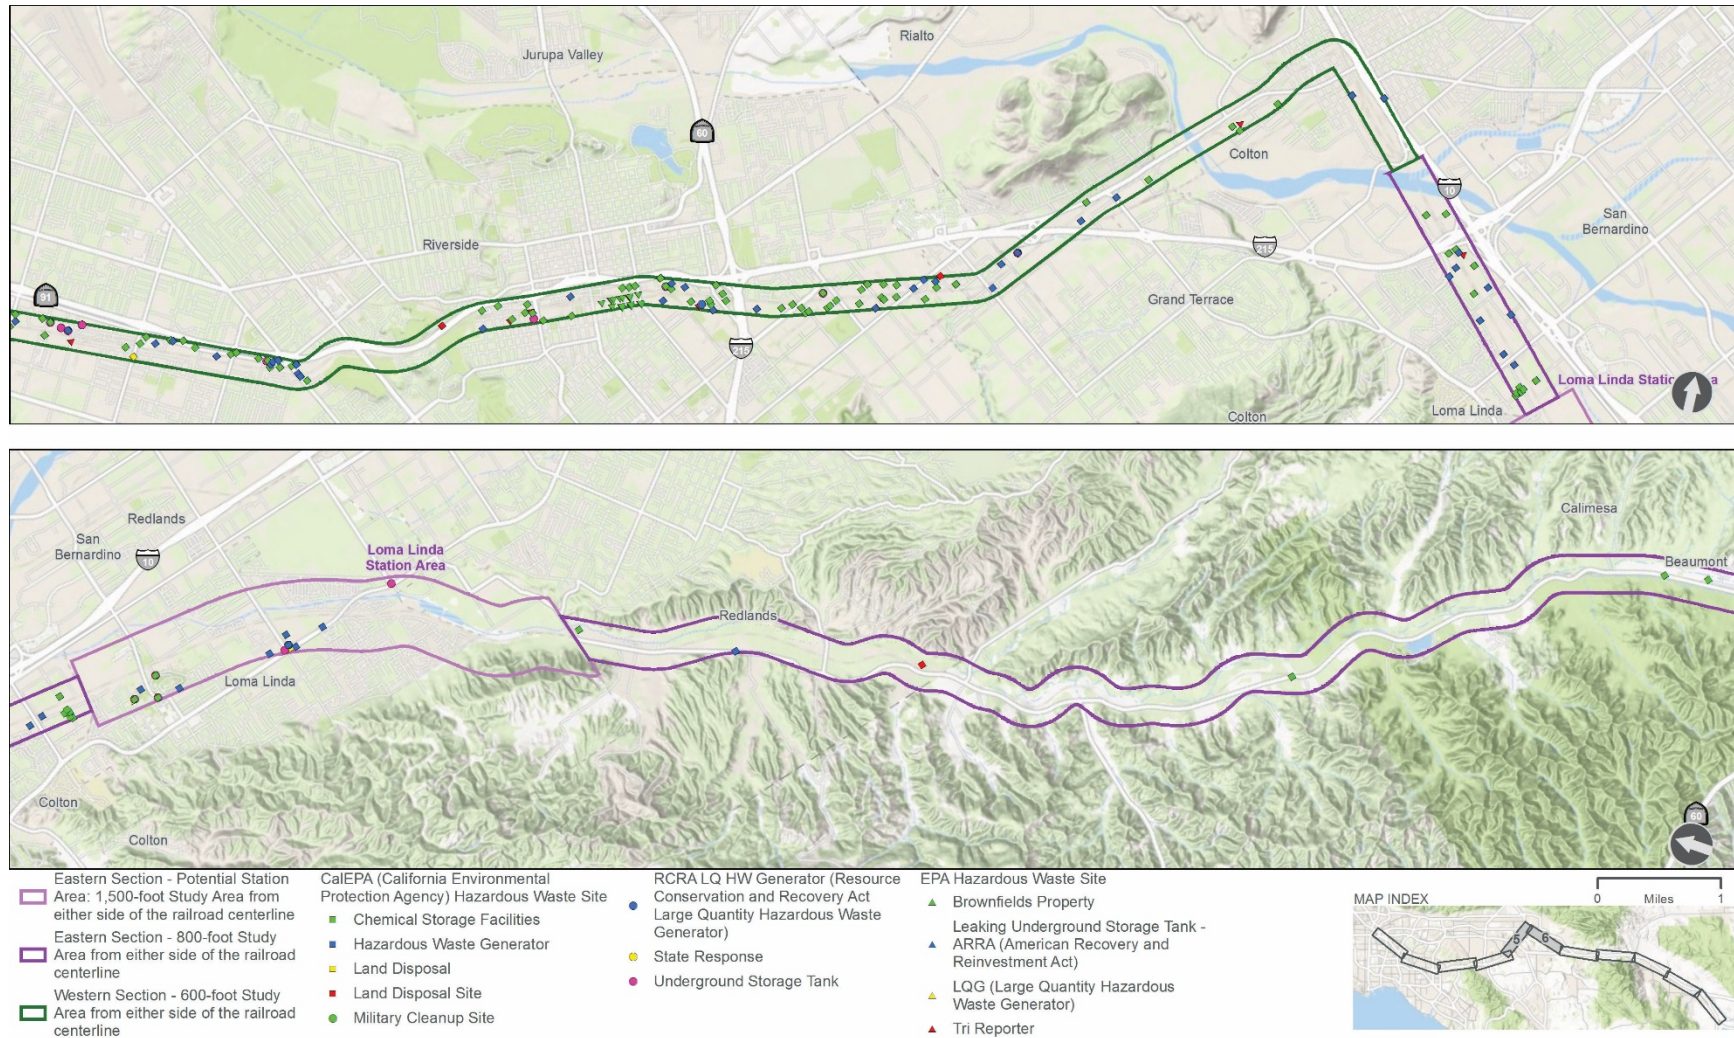 Jurupa Valley
Rialto
60
Colton
10
San
Bernardino
Riverside
215
91
Grand Terrace
215
Loma Linda Static
a
Colton
Loma Linda
Redlands
San
Bernardino
10
Loma Linda
Station Area
Calimesa
Beaumont
Redlands
Loma Linda
Colton
Colton
60
Eastern Section - Potential Station
Area: 1,500-foot Study Area from
either side of the railroad centerline
Eastern Section - 800-foot Study
Area from either side of the railroad
centerline
Western Section - 600-foot Study
Area from either side of the railroad
centerline
CalEPA (California Environmental
Protection Agency) Hazardous Waste Site
Chemical Storage Facilities
Hazardous Waste Generator
Land Disposal
Land Disposal Site
Military Cleanup Site
RCRA LQ HW Generator (Resource
Conservation and Recovery Act
Large Quantity Hazardous Waste
Generator)
State Response
Underground Storage Tank
EPA Hazardous Waste Site
Brownfields Property
Leaking Underground Storage Tank -
ARRA (American Recovery and
Reinvestment Act)
LQG (Large Quantity Hazardous
Waste Generator)
Tri Reporter
MAP INDEX
0 Miles 1
5
6